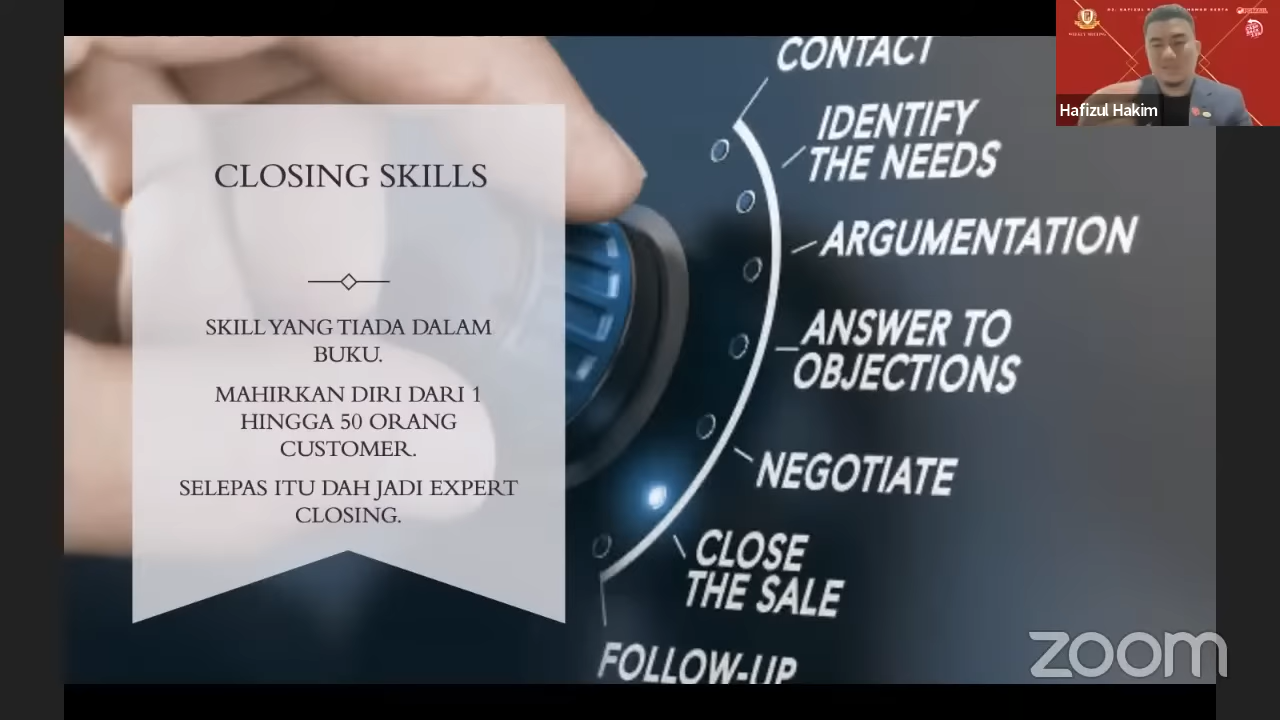 CLOSING SKILLS
SKILL YANG TIADA DALAM
BUKU.
MAHIRKAN DIRI DARI 1
HINGGA 50 ORANG
CUSTOMER.
SELEPAS ITU DAH JADI EXPERT
CLOSING.
CONTACT
IDENTIFY
THE NEEDS
ARGUMENTATION
ANSWER TO
OBJECTIONS
NEGOTIATE
CLOSE
THE SALE
FOLLOW-UP
Hafizul Hakim
zoom